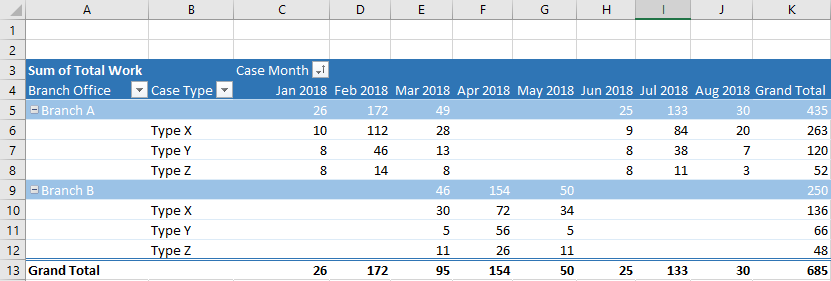 A B C D E F G H I J K
1
2
3 Sum of Total Work Case Month
4 Branch Office Case Type Jan 2018 Feb 2018 Mar 2018 Apr 2018 May 2018 Jun 2018 Jul 2018 Aug 2018 Grand Total
5 Branch A 26 172 49 25 133 30 435
6 Type X 10 112 28 9 84 20 263
7 Type Y 8 46 13 8 38 7 120
8 Type Z 8 14 8 8 11 3 52
9 Branch B 46 154 50 250
10 Type X 30 72 34 136
11 Type Y 5 56 5 66
12 Type Z 11 26 11 48
13 Grand Total 26 172 95 154 50 25 133 30 685